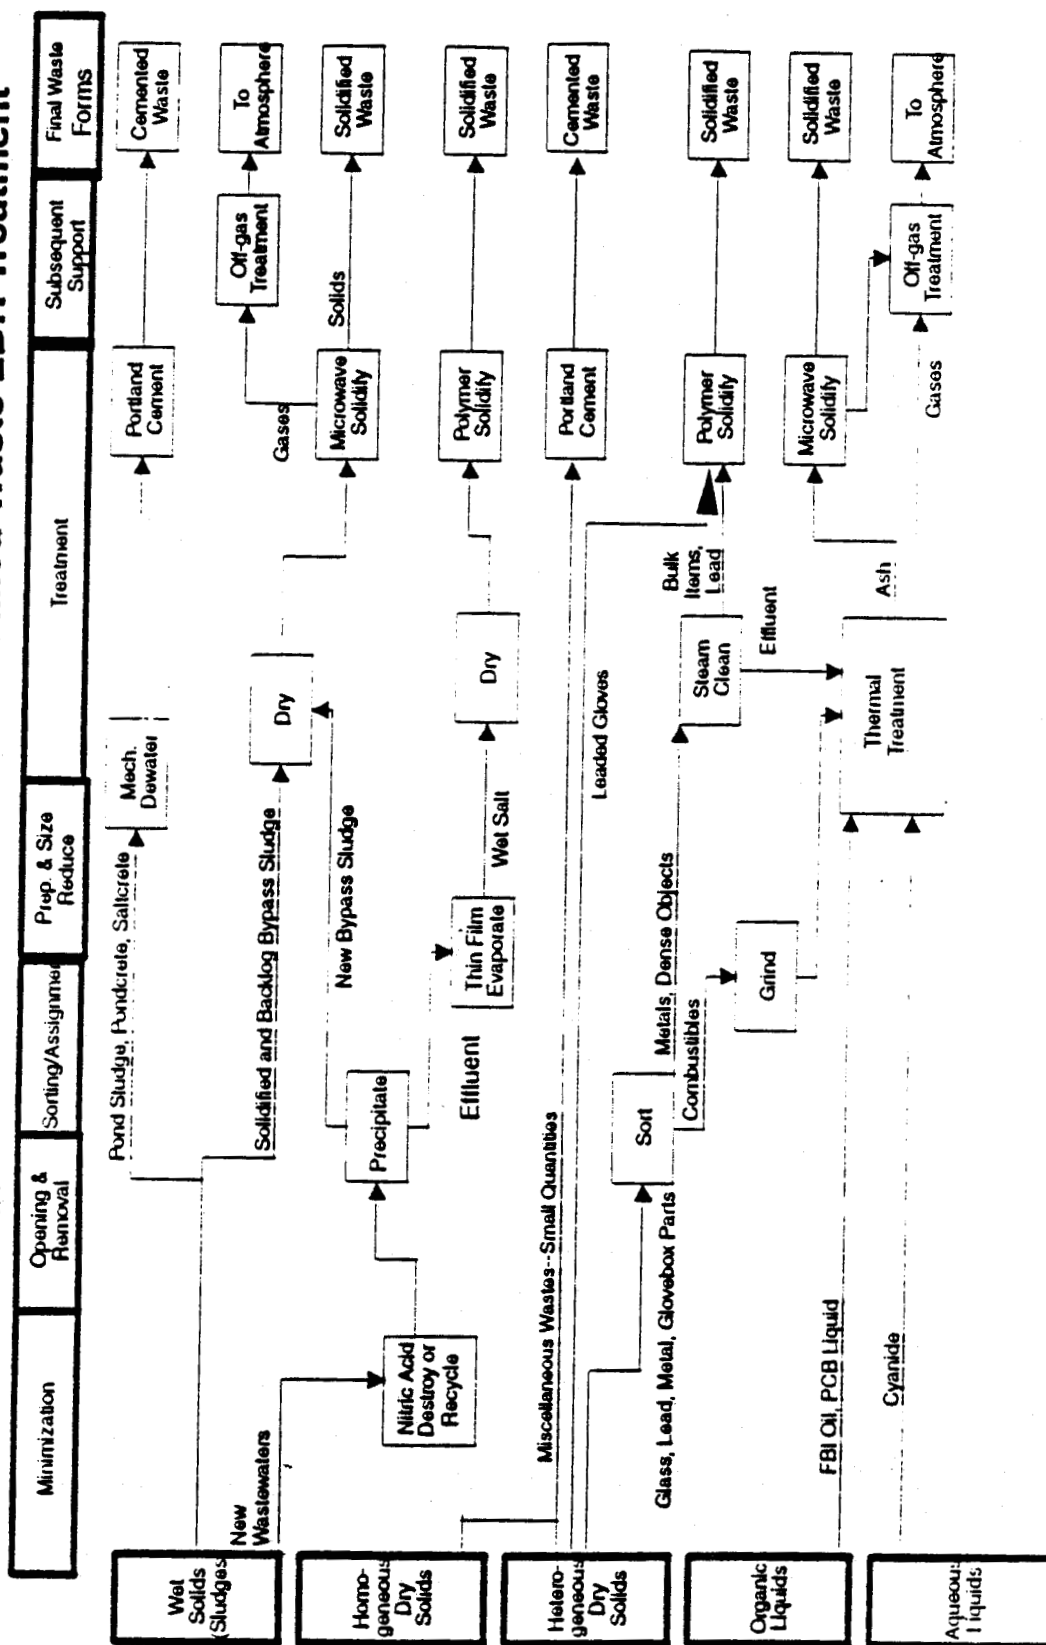 Waste LDR Treatment
Minimization
Opening &
Removal
Sorting/Assignmen
Prep. & Size
Reduce
Treatment
Subsequent
Support
Final Waste
Forms
Wet
Solids
(Sludges
Pond Sludge, Pondcrete, Saltcrete
Mech.
Dewater
Portland
Cement
Cemented
Waste
Solidified and Backlog Bypass Sludge
Dry
Gases
Off-gas
Treatment
To
Atmosphere
New
Wastewaters
Nitric Acid
Destroy or
Recycle
Precipitate
New Bypass Sludge
Microwave
Solidify
Solids
Solidified
Waste
Effluent
Thin Film
Evaporate
Wet Salt
Dry
Polymer
Solidify
Solidified
Waste
Homo-
geneous
Dry
Solids
Miscellaneous Wastes--Small Quantities
Portland
Cement
Cemented
Waste
Hetero-
geneous
Dry
Solids
Leaded Gloves
Glass, Lead, Metal, Glovebox Parts
Sort
Metals, Dense Objects
Steam
Clean
Bulk
Items,
Lead
Polymer
Solidify
Solidified
Waste
Combustibles
Grind
Effluent
Microwave
Solidify
Solidified
Waste
Organic
Liquids
FBI Oil, PCB Liquid
Thermal
Treatment
Ash
Gases
Off-gas
Treatment
To
Atmosphere
Aqueous
Liquids
Cyanide